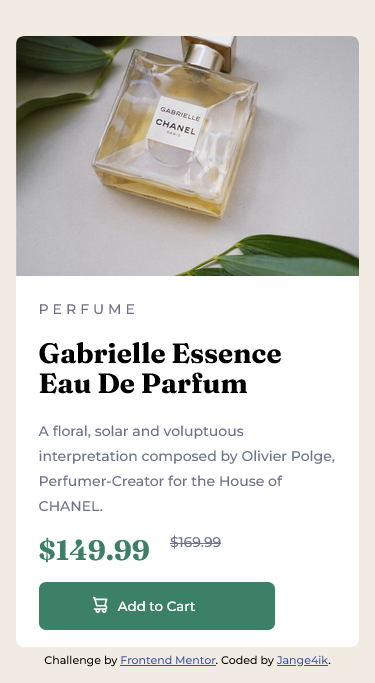 GABRIELLE
CHANEL
PARIS
PERFUME
Gabrielle Essence
Eau De Parfum
A floral, solar and voluptuous
interpretation composed by Olivier Polge,
Perfumer-Creator for the House of
CHANEL.
$149.99 $169.99
Add to Cart
Challenge by Frontend Mentor. Coded by Jange4ik.